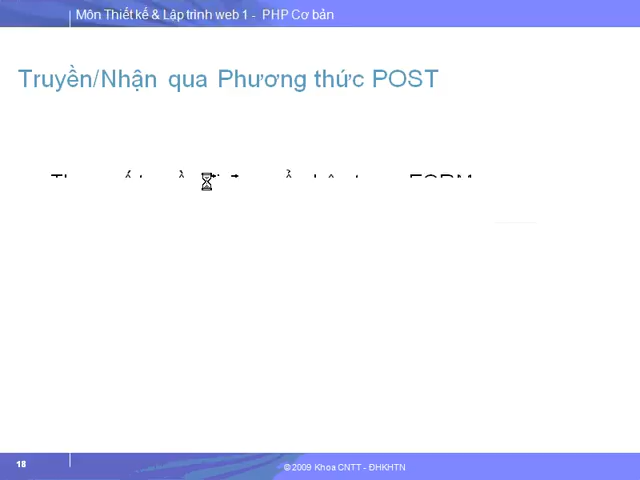 Môn Thiết kế & Lập trình web 1 - PHP Cơ bản
Truyền/Nhận qua Phương thức POST
FORM
18
© 2009 Khoa CNTT - ĐHKHTN